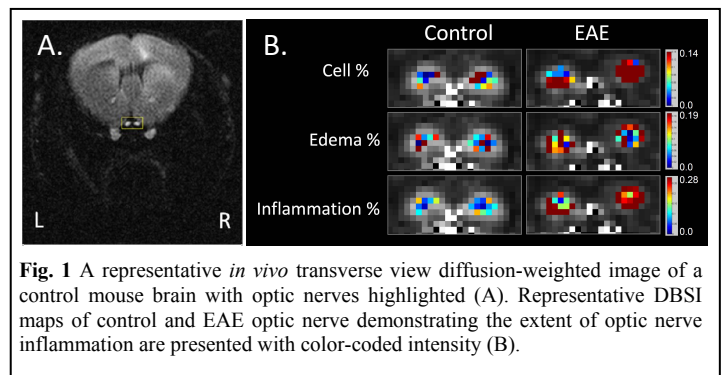 A.
L
R
B.
Control
EAE
Cell %
0.14
0.0
Edema %
0.19
0.0
Inflammation %
0.28
0.0
Fig. 1 A representative in vivo transverse view diffusion-weighted image of a
control mouse brain with optic nerves highlighted (A). Representative DBSI
maps of control and EAE optic nerve demonstrating the extent of optic nerve
inflammation are presented with color-coded intensity (B).